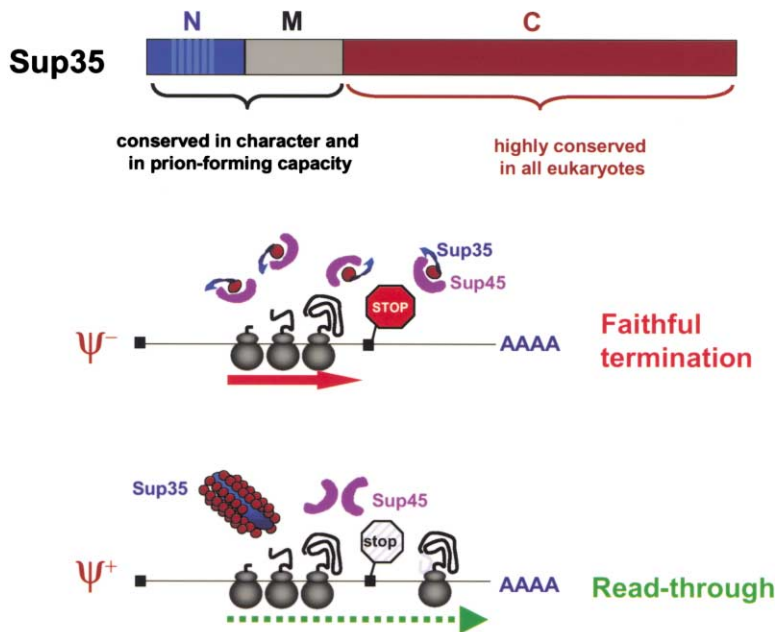 N M C
Sup35
conserved in character and
in prion-forming capacity
highly conserved
in all eukaryotes
Sup35
Sup45
STOP
Ψ⁻
AAAA
Faithful
termination
Sup35
Sup45
stop
Ψ⁺
AAAA
Read-through